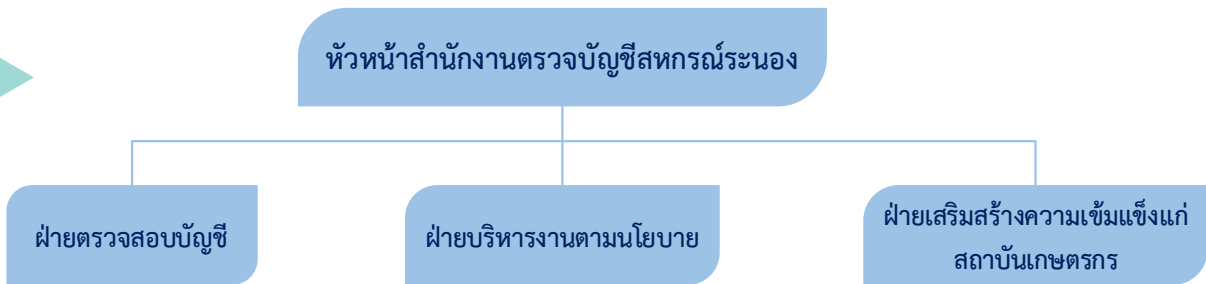 หัวหน้าสำนักงานตรวจบัญชีสหกรณ์ระนอง
ฝ่ายตรวจสอบบัญชี
ฝ่ายบริหารงานตามนโยบาย
ฝ่ายเสริมสร้างความเข้มแข็งแก่
สถาบันเกษตรกร